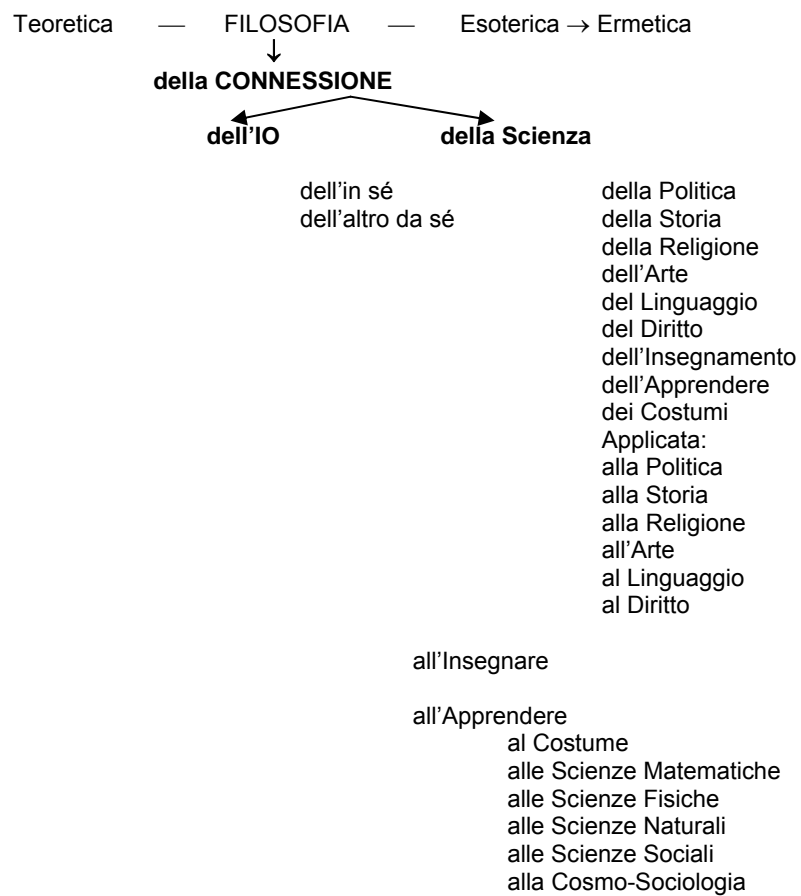 Teoretica — FILOSOFIA — Esoterica → Ermetica
↓
della CONNESSIONE
dell'IO della Scienza
dell'in sé della Politica
dell'altro da sé della Storia
della Religione
dell'Arte
del Linguaggio
del Diritto
dell'Insegnamento
dell'Apprendere
dei Costumi
Applicata:
alla Politica
alla Storia
alla Religione
all'Arte
al Linguaggio
al Diritto
all'Insegnare
all'Apprendere
al Costume
alle Scienze Matematiche
alle Scienze Fisiche
alle Scienze Naturali
alle Scienze Sociali
alla Cosmo-Sociologia